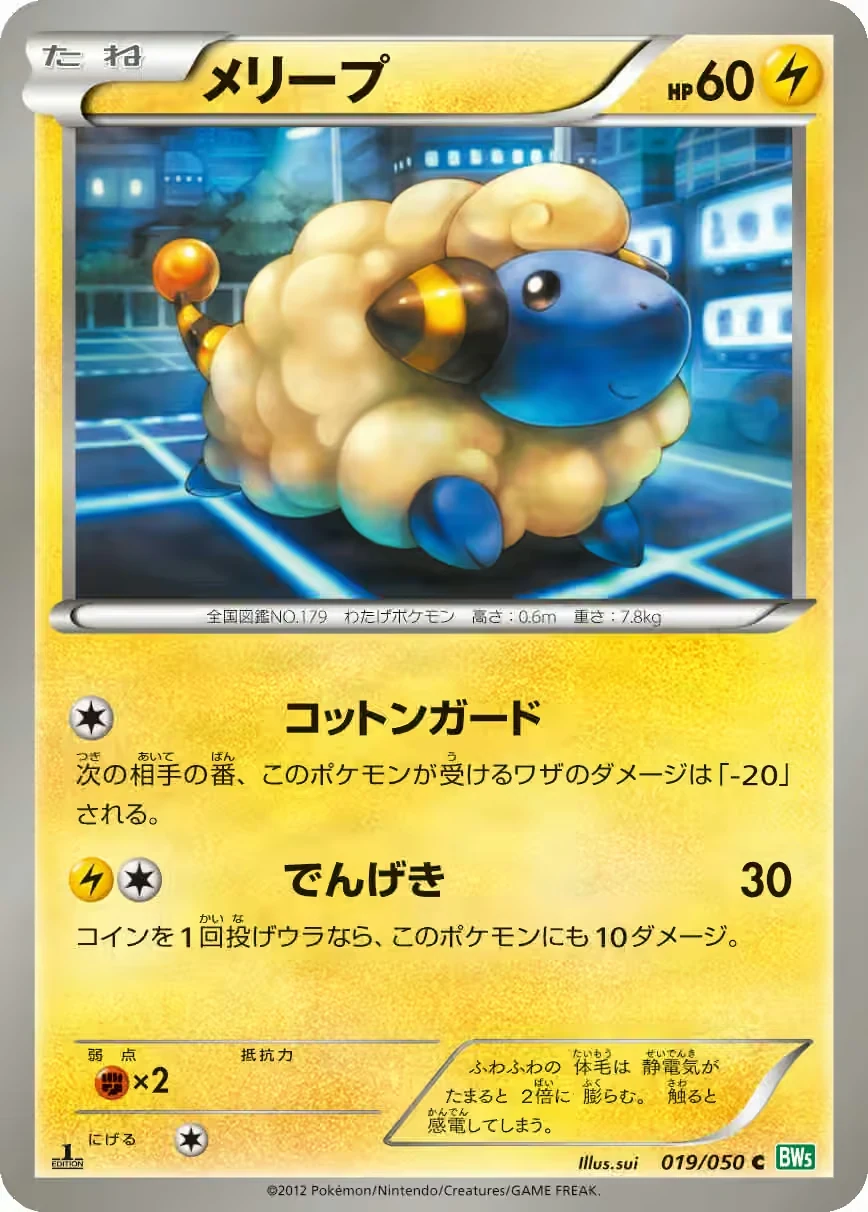 たね メリープ HP60
全国図鑑NO.179 わたげポケモン 高さ：0.6m 重さ：7.8kg
コットンガード
次の相手の番、このポケモンが受けるワザのダメージは「-20」
される。
でんげき 30
コインを1回投げウラなら、このポケモンにも10ダメージ。
弱点 抵抗力
×2
にげる
ふわふわの 体毛は 静電気が
たまると 2倍に 膨らむ。 触ると
感電してしまう。
1 EDITION
Illus.sui 019/050 C BW5
©2012 Pokémon/Nintendo/Creatures/GAME FREAK.